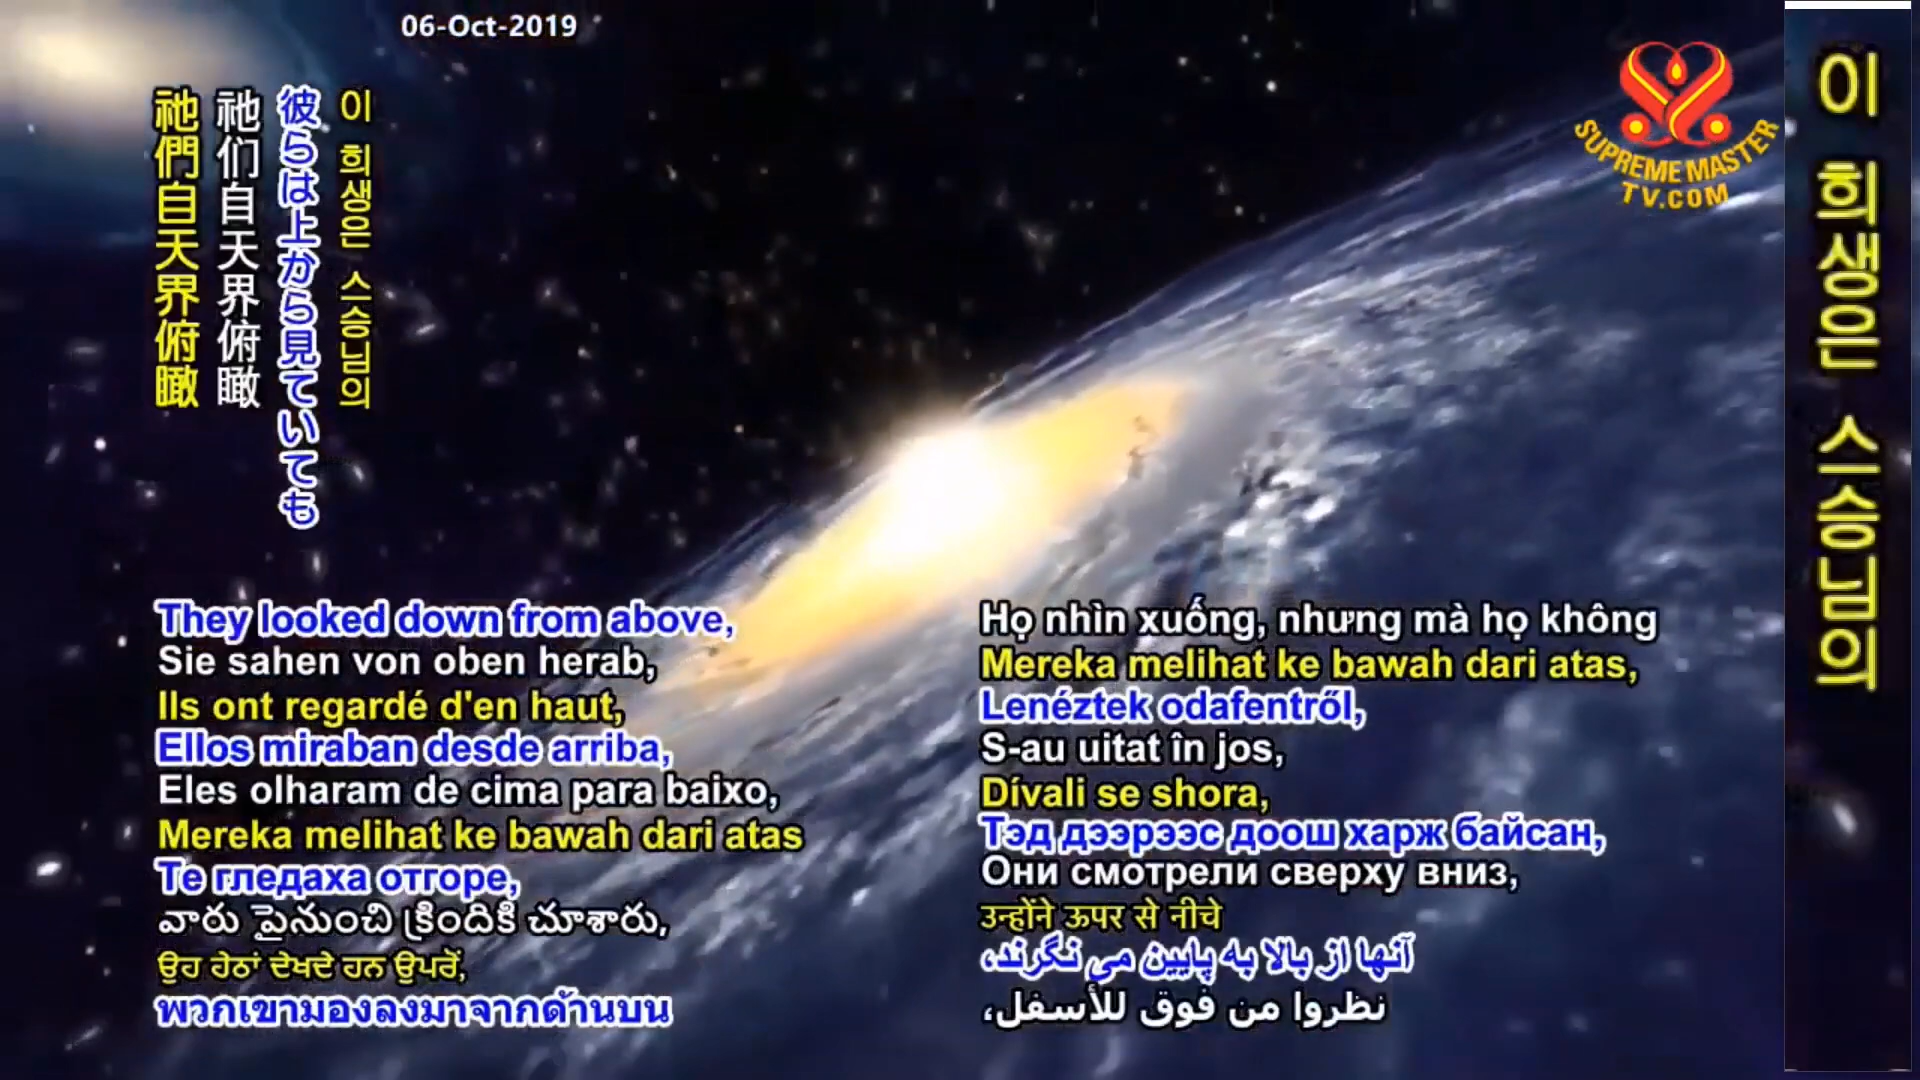 06-Oct-2019
SUPREME MASTER
TV.COM
이 희생은 스승님의
彼らは上から見ていても
祂们自天界俯瞰
祂們自天界俯瞰
They looked down from above,
Sie sahen von oben herab,
Ils ont regardé d'en haut,
Ellos miraban desde arriba,
Eles olharam de cima para baixo,
Mereka melihat ke bawah dari atas
Те гледаха отгоре,
వారు పైనుంచి క్రిందికి చూశారు,
ਉਹ ਹੇਠਾਂ ਦੇਖਦੇ ਹਨ ਉਪਰੋਂ,
พวกเขามองลงมาจากด้านบน
Họ nhìn xuống, nhưng mà họ không
Mereka melihat ke bawah dari atas,
Lenéztek odafentről,
S-au uitat în jos,
Dívali se shora,
Тэд дээрээс доош харж байсан,
Они смотрели сверху вниз,
उन्होंने ऊपर से नीचे
آنها از بالا به پایین می نگرند،
نظروا من فوق للأسفل،
이 희생은 스승님의